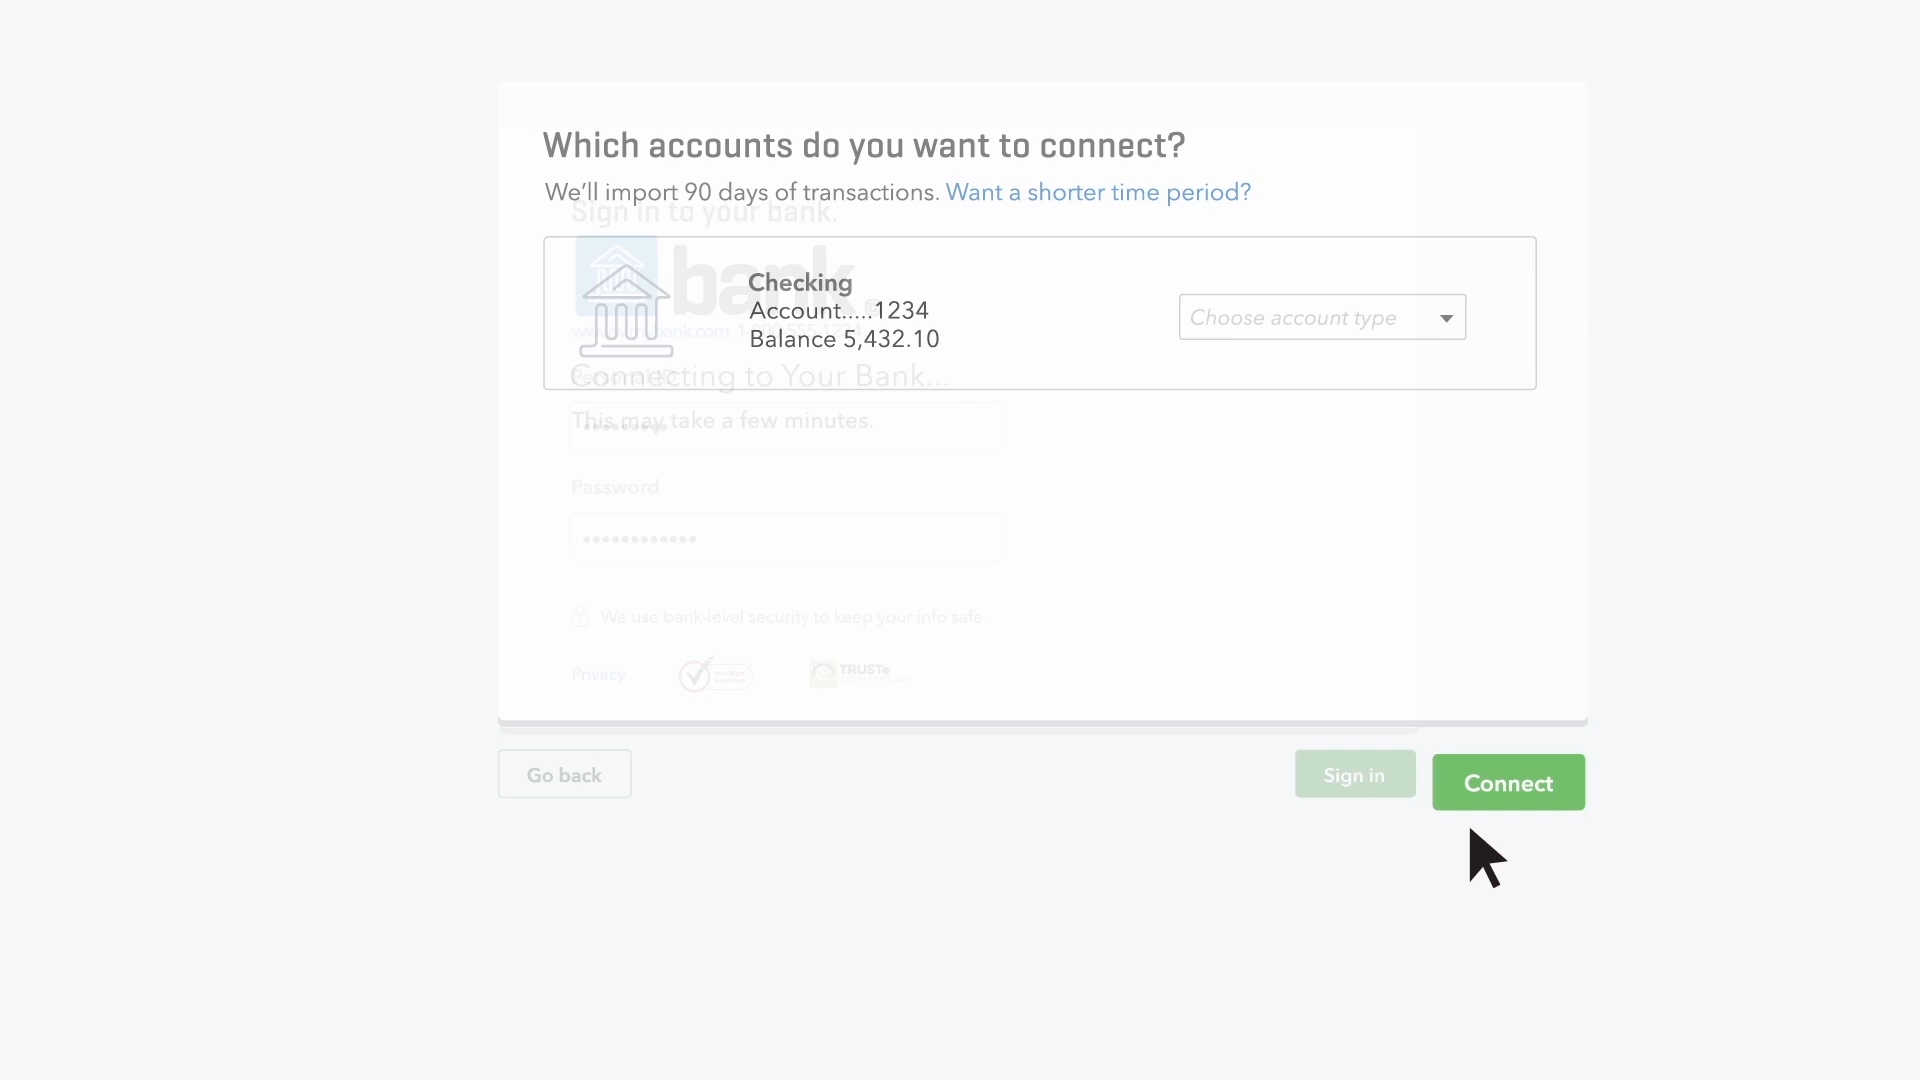 Which accounts do you want to connect?
We'll import 90 days of transactions. Want a shorter time period?
Sign in to your bank.
bank
Checking
Account.....1234
Balance 5,432.10
Choose account type
Connecting to Your Bank...
This may take a few minutes.
Password
We use bank-level security to keep your info safe.
Privacy
TRUSTe
Go back
Sign in
Connect